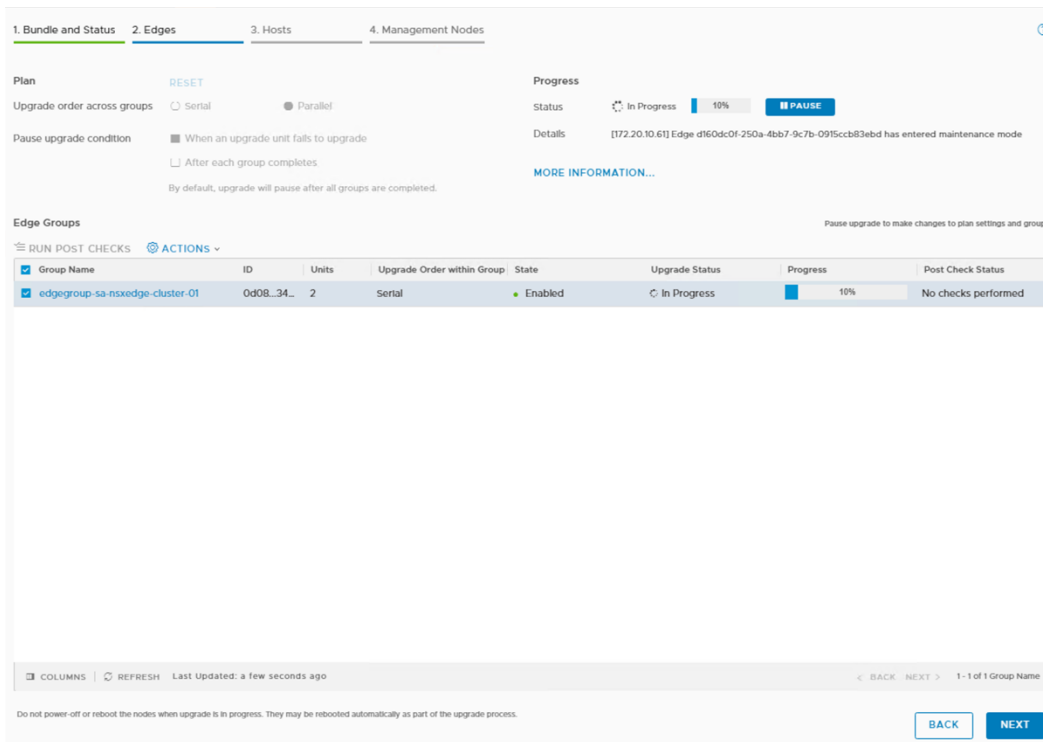 1. Bundle and Status 2. Edges 3. Hosts 4. Management Nodes
Plan RESET
Upgrade order across groups Serial Parallel
Pause upgrade condition When an upgrade unit fails to upgrade
After each group completes
By default, upgrade will pause after all groups are completed.
Progress
Status In Progress 10% PAUSE
Details [172.20.10.61] Edge d160dc0f-250a-4bb7-9c7b-0915ccb83ebd has entered maintenance mode
MORE INFORMATION...
Edge Groups
Pause upgrade to make changes to plan settings and group
RUN POST CHECKS ACTIONS
Group Name ID Units Upgrade Order within Group State Upgrade Status Progress Post Check Status
edgegroup-sa-nsxedge-cluster-01 0d08...34... 2 Serial Enabled In Progress 10% No checks performed
COLUMNS REFRESH Last Updated: a few seconds ago BACK NEXT 1 - 1 of 1 Group Name
Do not power-off or reboot the nodes when upgrade is in progress. They may be rebooted automatically as part of the upgrade process.
BACK NEXT